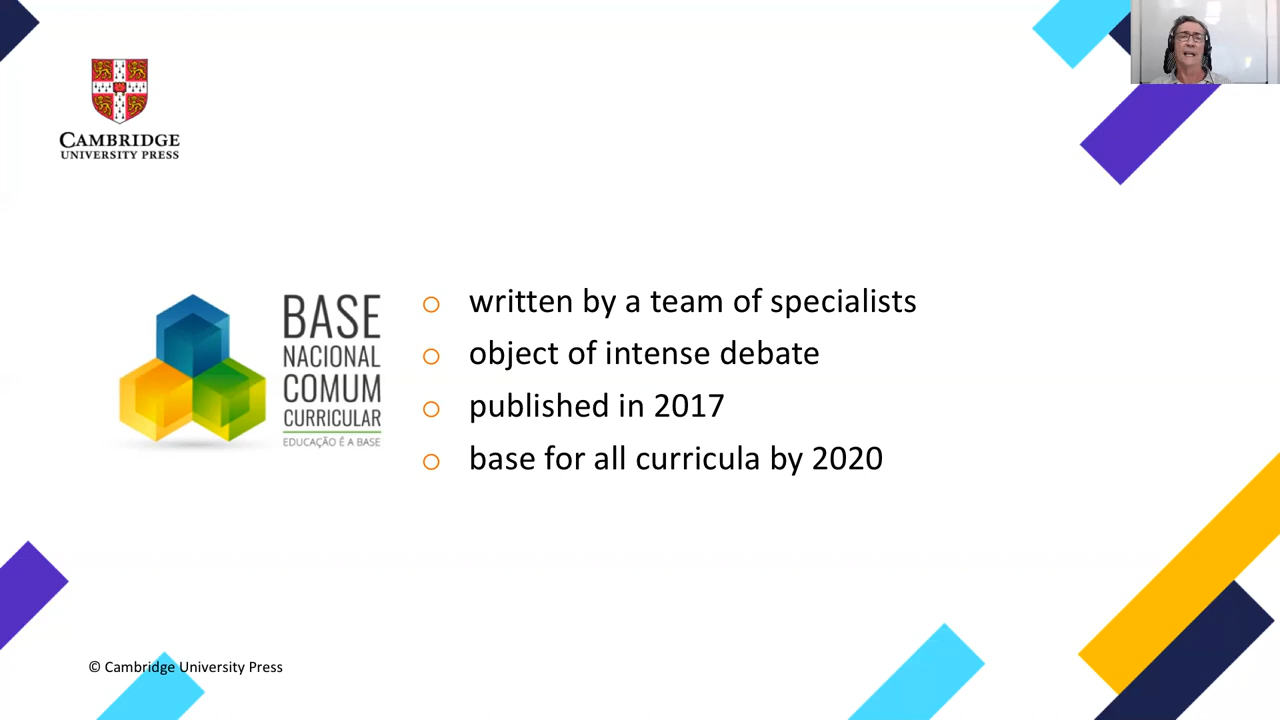 CAMBRIDGE
UNIVERSITY PRESS
BASE
NACIONAL
COMUM
CURRICULAR
EDUCAÇÃO É A BASE
written by a team of specialists
object of intense debate
published in 2017
base for all curricula by 2020
© Cambridge University Press